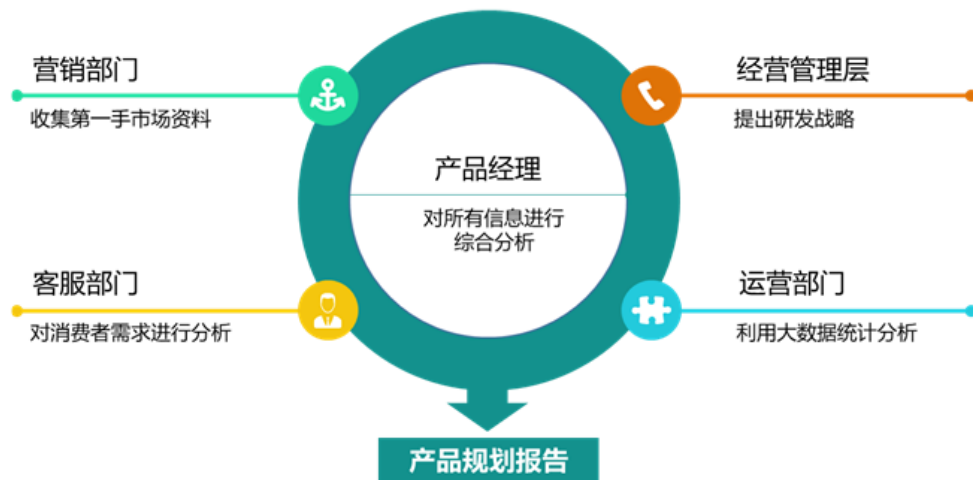 营销部门
收集第一手市场资料
经营管理层
提出研发战略
产品经理
对所有信息进行
综合分析
客服部门
对消费者需求进行分析
运营部门
利用大数据统计分析
产品规划报告